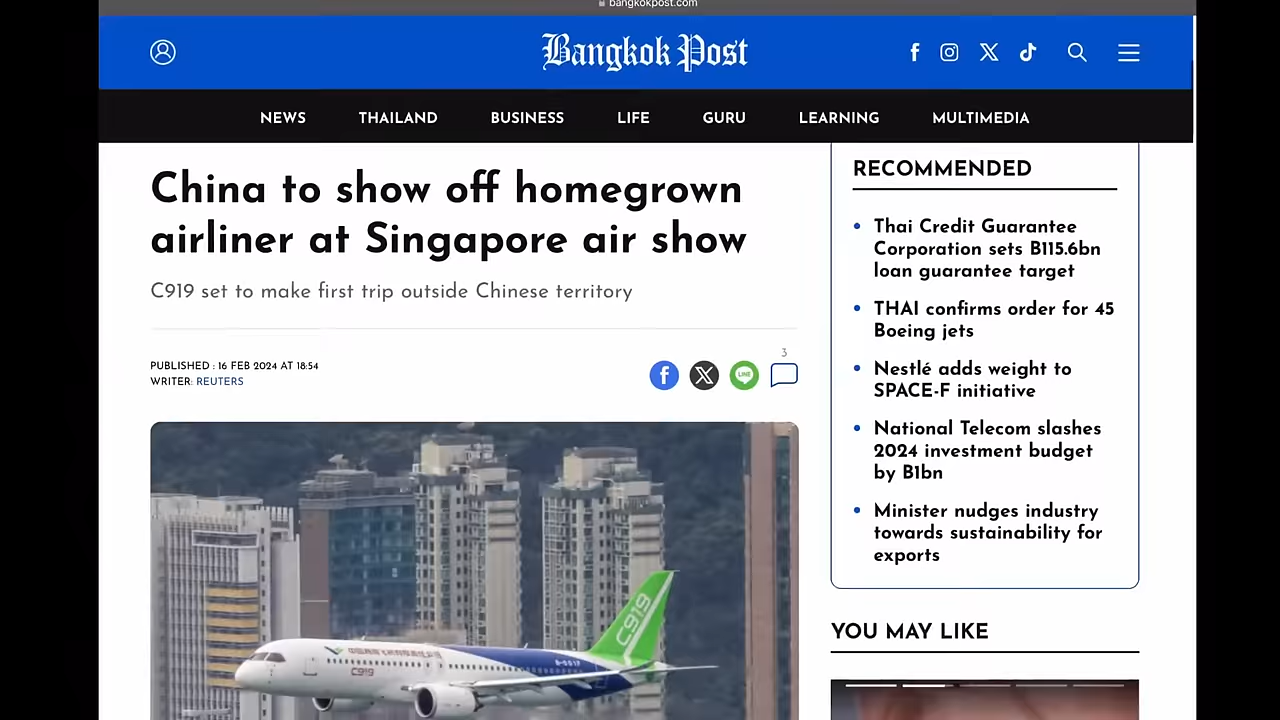 bangkokpost.com
Bangkok Post
NEWS THAILAND BUSINESS LIFE GURU LEARNING MULTIMEDIA
China to show off homegrown
airliner at Singapore air show
C919 set to make first trip outside Chinese territory
PUBLISHED : 16 FEB 2024 AT 18:54
WRITER: REUTERS
3
LINE
C919
C919
RECOMMENDED
Thai Credit Guarantee
Corporation sets B115.6bn
loan guarantee target
THAI confirms order for 45
Boeing jets
Nestlé adds weight to
SPACE-F initiative
National Telecom slashes
2024 investment budget
by B1bn
Minister nudges industry
towards sustainability for
exports
YOU MAY LIKE